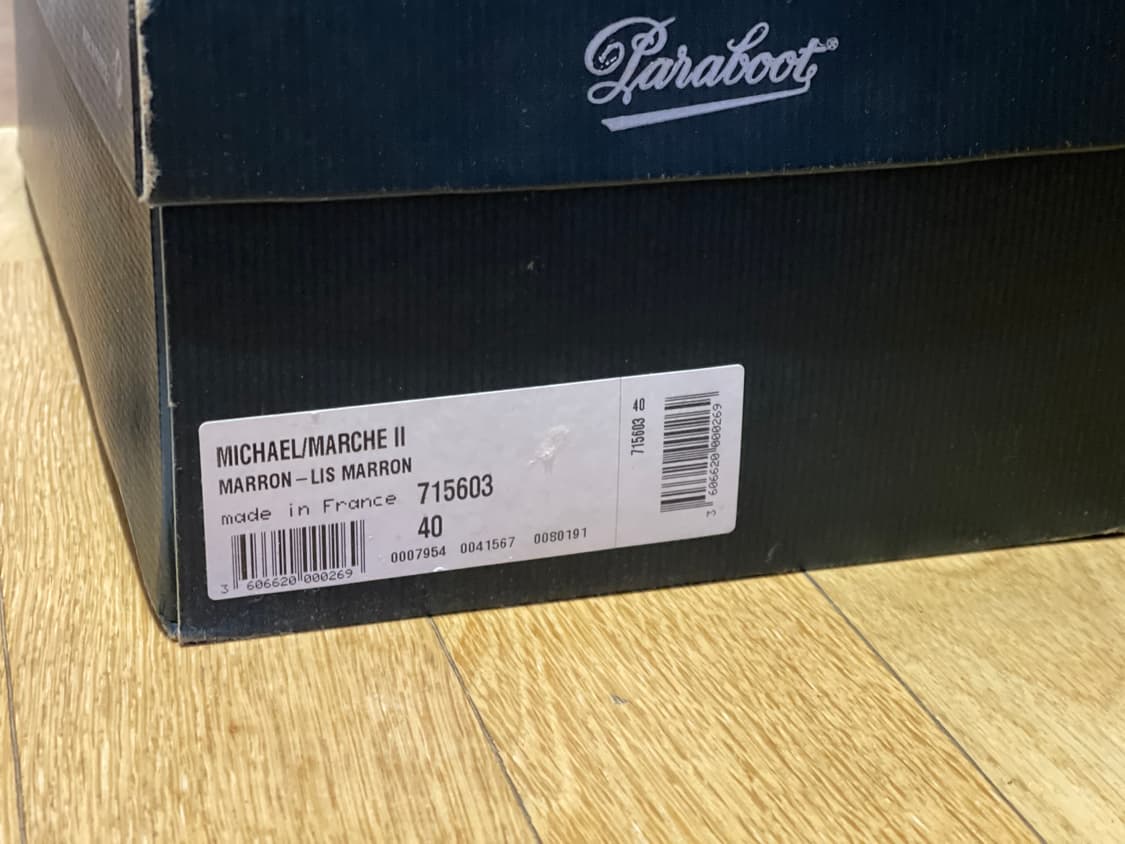 Paraboot®
MICHAEL/MARCHE II
MARRON – LIS MARRON
made in France 715603
40
0007954 0041567 0080191
3 606620 000269
715603 40
3 606620 000269